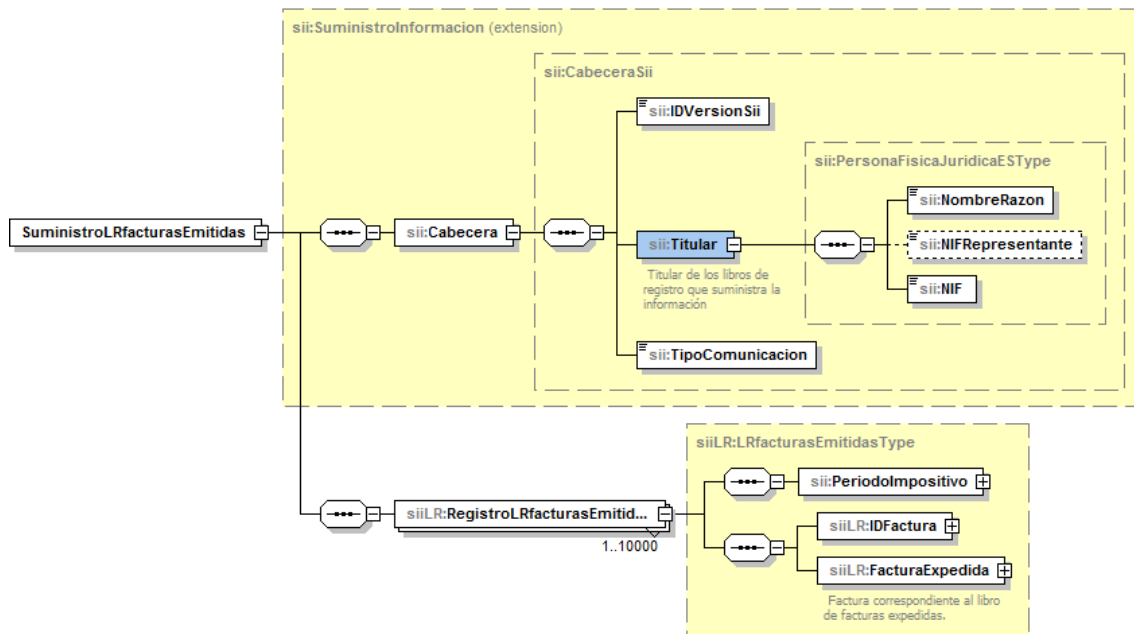 sii:SuministroInformacion (extension)
sii:CabeceraSii
sii:IDVersionSii
sii:PersonaFisicaJuridicaESType
sii:NombreRazon
SuministroLRfacturasEmitidas
sii:Cabecera
sii:Titular
sii:NIFRepresentante
Titular de los libros de
registro que suministra la
información
sii:NIF
sii:TipoComunicacion
siiLR:LRfacturasEmitidasType
sii:PeriodoImpositivo
siiLR:RegistroLRfacturasEmitid...
1..10000
siiLR:IDFactura
siiLR:FacturaExpedida
Factura correspondiente al libro
de facturas expedidas.